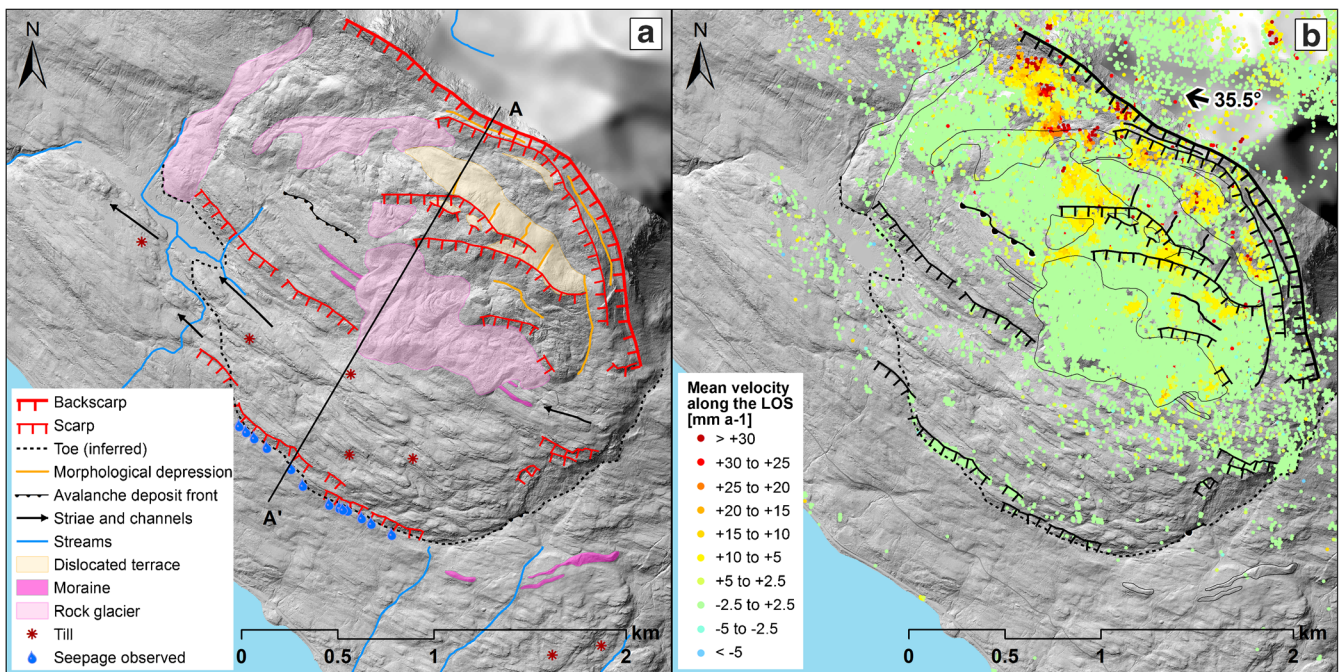 N
a
A
A'
Backscarp
Scarp
Toe (inferred)
Morphological depression
Avalanche deposit front
Striae and channels
Streams
Dislocated terrace
Moraine
Rock glacier
Till
Seepage observed
km
0 0.5 1 2
N
b
35.5°
Mean velocity
along the LOS
[mm a-1]
> +30
+30 to +25
+25 to +20
+20 to +15
+15 to +10
+10 to +5
+5 to +2.5
-2.5 to +2.5
-5 to -2.5
< -5
km
0 0.5 1 2